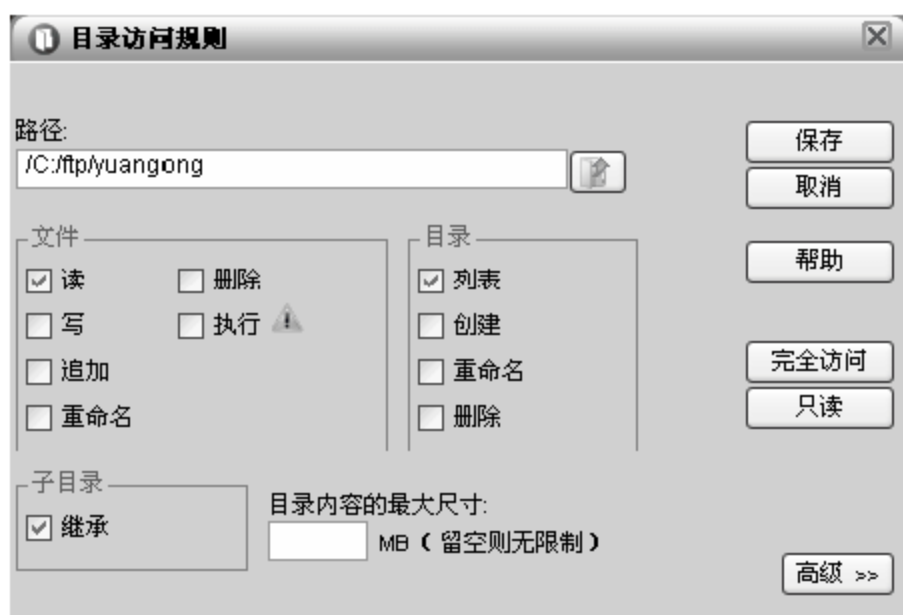 目录访问规则
路径:
/C:/ftp/yuangong
保存
取消
帮助
完全访问
只读
文件
读
删除
写
执行
追加
重命名
目录
列表
创建
重命名
删除
子目录
继承
目录内容的最大尺寸:
MB（留空则无限制）
高级 >>